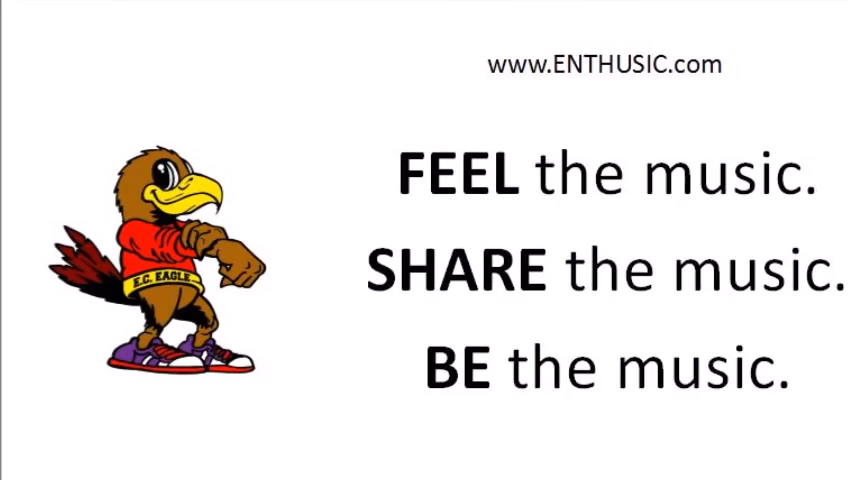 www.ENTHUSIC.com
FEEL the music.
SHARE the music.
BE the music.
E.C. EAGLE